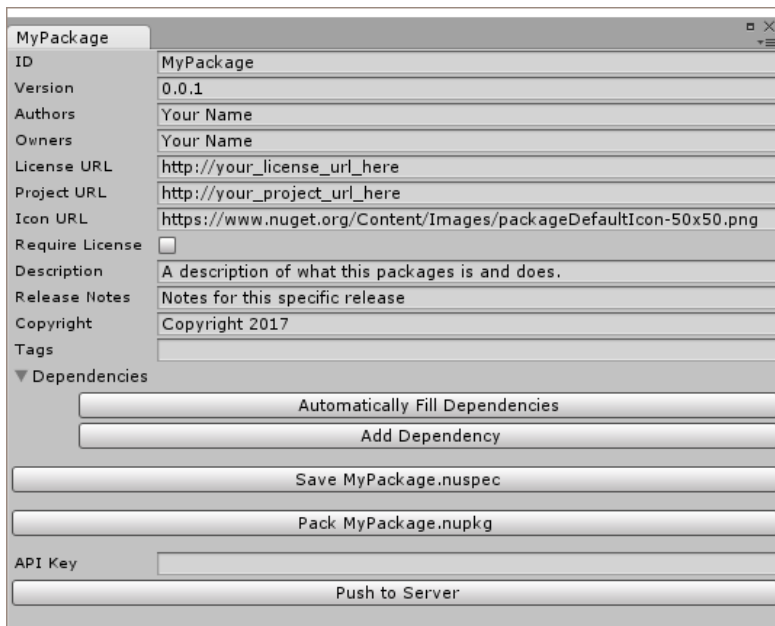 MyPackage
ID MyPackage
Version 0.0.1
Authors Your Name
Owners Your Name
License URL http://your_license_url_here
Project URL http://your_project_url_here
Icon URL https://www.nuget.org/Content/Images/packageDefaultIcon-50x50.png
Require License
Description A description of what this packages is and does.
Release Notes Notes for this specific release
Copyright Copyright 2017
Tags
Dependencies
Automatically Fill Dependencies
Add Dependency
Save MyPackage.nuspec
Pack MyPackage.nupkg
API Key
Push to Server